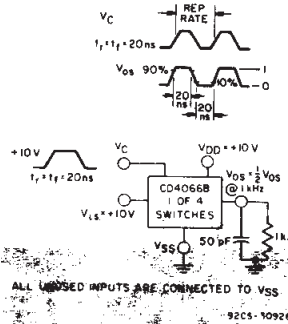 REP
RATE
VC
tr = tf = 20ns
VOS 90%
1
10%
0
20
ns
20
ns
+10 V
tr = tf = 20ns
VC
VDD = +10 V
VOS = 1/2 VOS
@ 1 kHz
CD4066B
1 OF 4
SWITCHES
Vis = +10V
50 pF
1k
VSS
ALL UNUSED INPUTS ARE CONNECTED TO VSS
92CS-30926